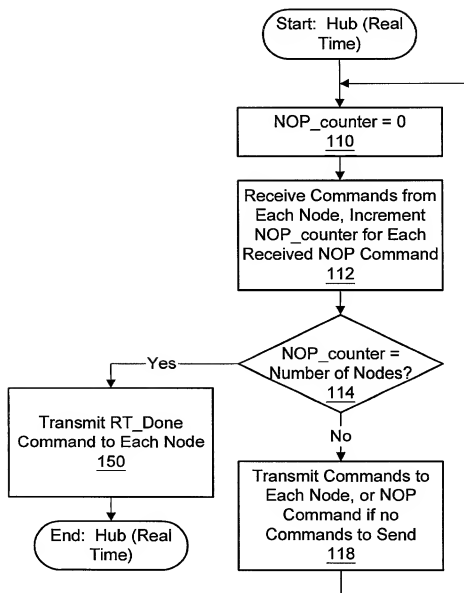 Start: Hub (Real
Time)
NOP_counter = 0
110
Receive Commands from
Each Node, Increment
NOP_counter for Each
Received NOP Command
112
NOP_counter =
Number of Nodes?
114
Yes
No
Transmit RT_Done
Command to Each Node
150
End: Hub (Real
Time)
Transmit Commands to
Each Node, or NOP
Command if no
Commands to Send
118